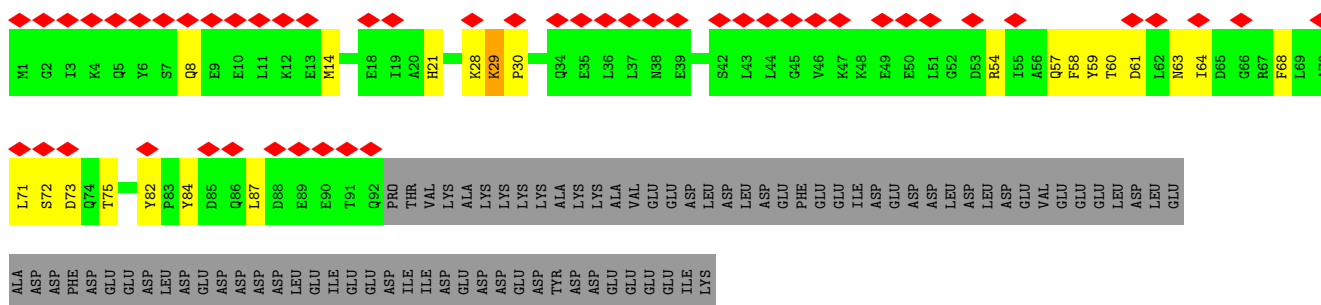 M1 G2 I3 K4 Q5 Y6 S7 Q8 E9 E10 L11 K12 E13 M14 E18 I19 A20 H21 K28 K29 P30 Q34 E35 L36 L37 N38 E39 S42 L43 L44 G45 V46 K47 K48 E49 E50 L51 G52 D53 R54 I55 A56 Q57 F58 Y59 T60 D61 L62 N63 I64 D65 G66 R67 F68 L69
L71 S72 D73 Q74 T75 Y82 P83 Y84 D85 Q86 L87 D88 E89 E90 T91 Q92 PRO THR VAL LYS ALA LYS LYS LYS LYS ALA LYS LYS ALA VAL GLU GLU ASP LEU ASP LEU ASP GLU PHE GLU GLU ILE ASP GLU ASP ASP LEU ASP LEU ASP GLU VAL GLU GLU GLU LEU ASP LEU GLU
ALA ASP ASP PHE ASP GLU GLU ASP LEU ASP GLU ASP ASP ASP ASP LEU GLU ILE GLU GLU ASP ILE ILE ASP GLU ASP ASP GLU ASP TYR ASP ASP GLU GLU GLU GLU ILE LYS